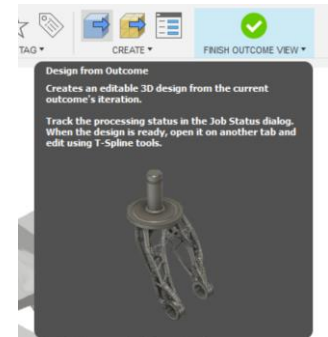 TAG ▾
CREATE ▾
FINISH OUTCOME VIEW ▾
Design from Outcome
Creates an editable 3D design from the current
outcome's iteration.
Track the processing status in the Job Status dialog.
When the design is ready, open it on another tab and
edit using T-Spline tools.